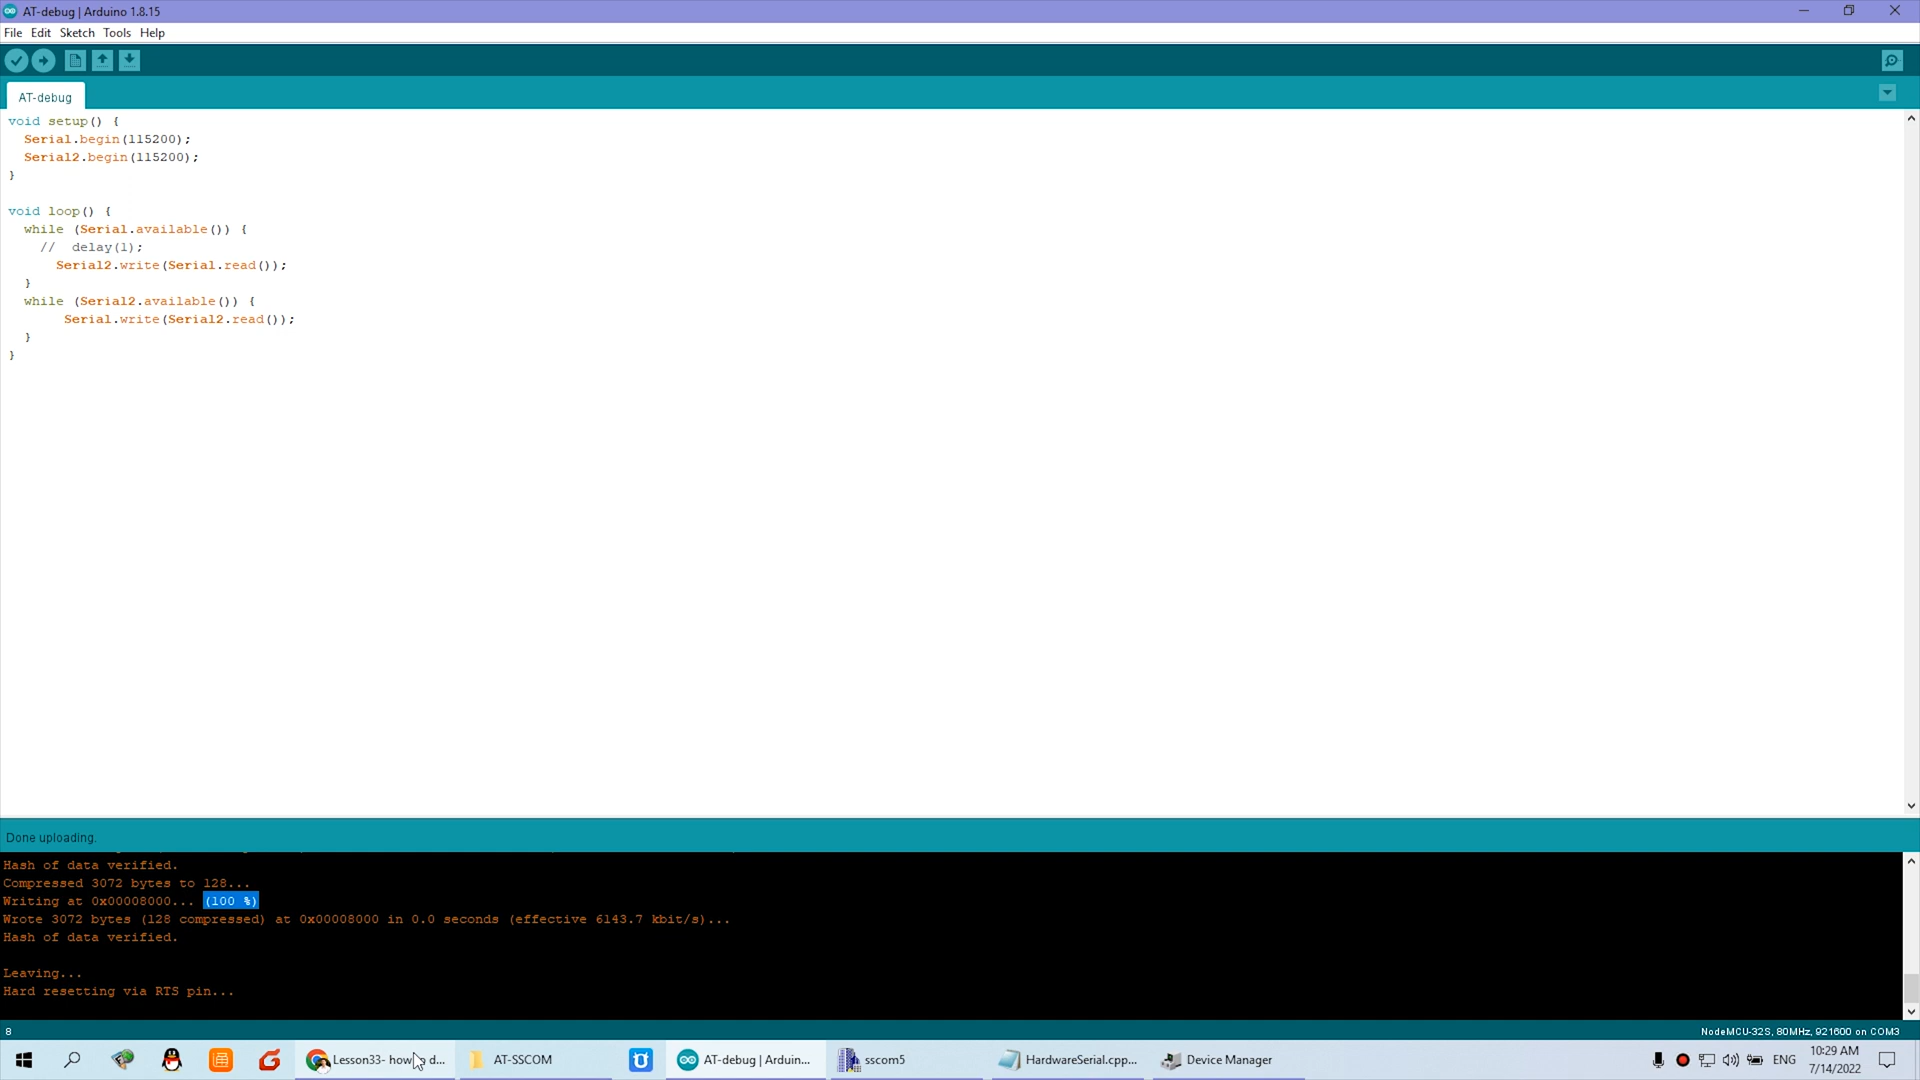 AT-debug | Arduino 1.8.15
File Edit Sketch Tools Help
AT-debug
void setup() {
Serial.begin(115200);
Serial2.begin(115200);
}
void loop() {
while (Serial.available()) {
//  delay(1);
Serial2.write(Serial.read());
}
while (Serial2.available()) {
Serial.write(Serial2.read());
}
}
Done uploading.
Hash of data verified.
Compressed 3072 bytes to 128...
Writing at 0x00008000... (100 %)
Wrote 3072 bytes (128 compressed) at 0x00008000 in 0.0 seconds (effective 6143.7 kbit/s)...
Hash of data verified.
Leaving...
Hard resetting via RTS pin...
8 NodeMCU-32S, 80MHz, 921600 on COM3
Lesson33- how to d... AT-SSCOM AT-debug | Arduin... sscom5 HardwareSerial.cpp... Device Manager ENG 10:29 AM
7/14/2022